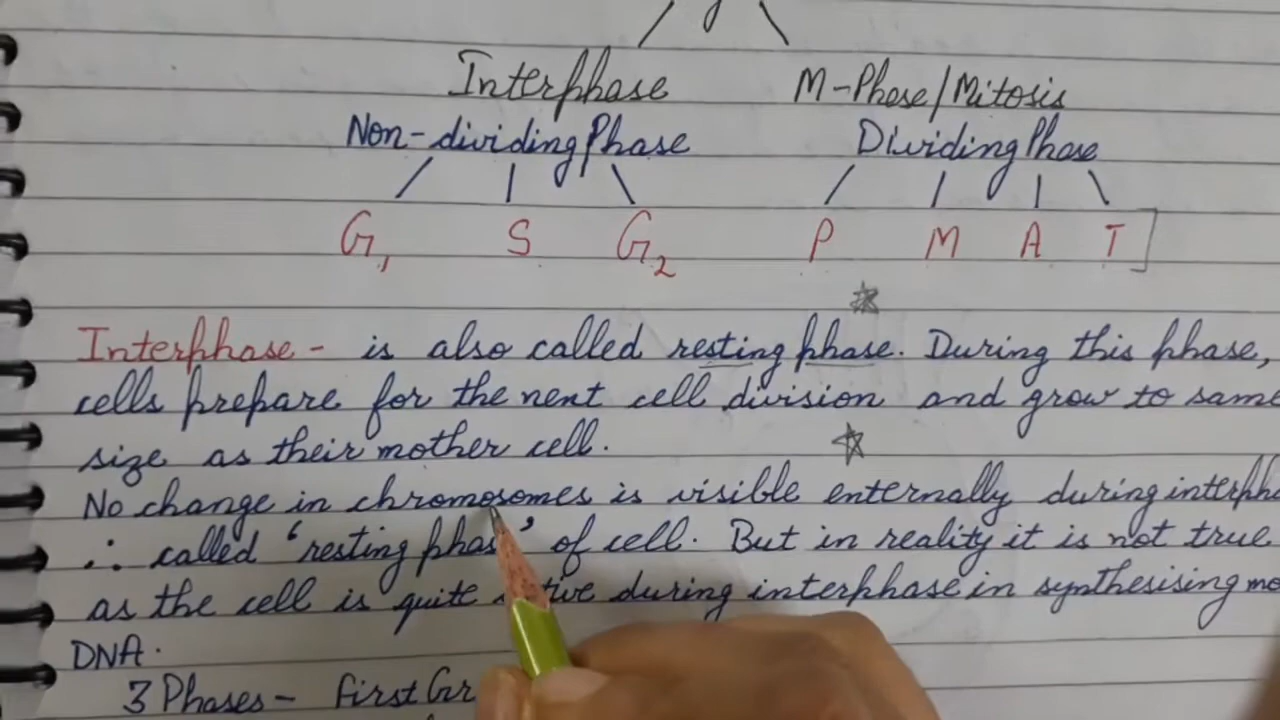 Interphase M-Phase/Mitosis
Non-dividing Phase Dividing Phase
G1 S G2 P M A T]
Interphase - is also called resting phase. During this phase,
cells prepare for the next cell division and grow to same
size as their mother cell.
No change in chromosomes is visible externally during
∴ called 'resting phase' of cell. But in reality it is not true
as the cell is quite active during interphase in synthesising
DNA.
3 Phases - First